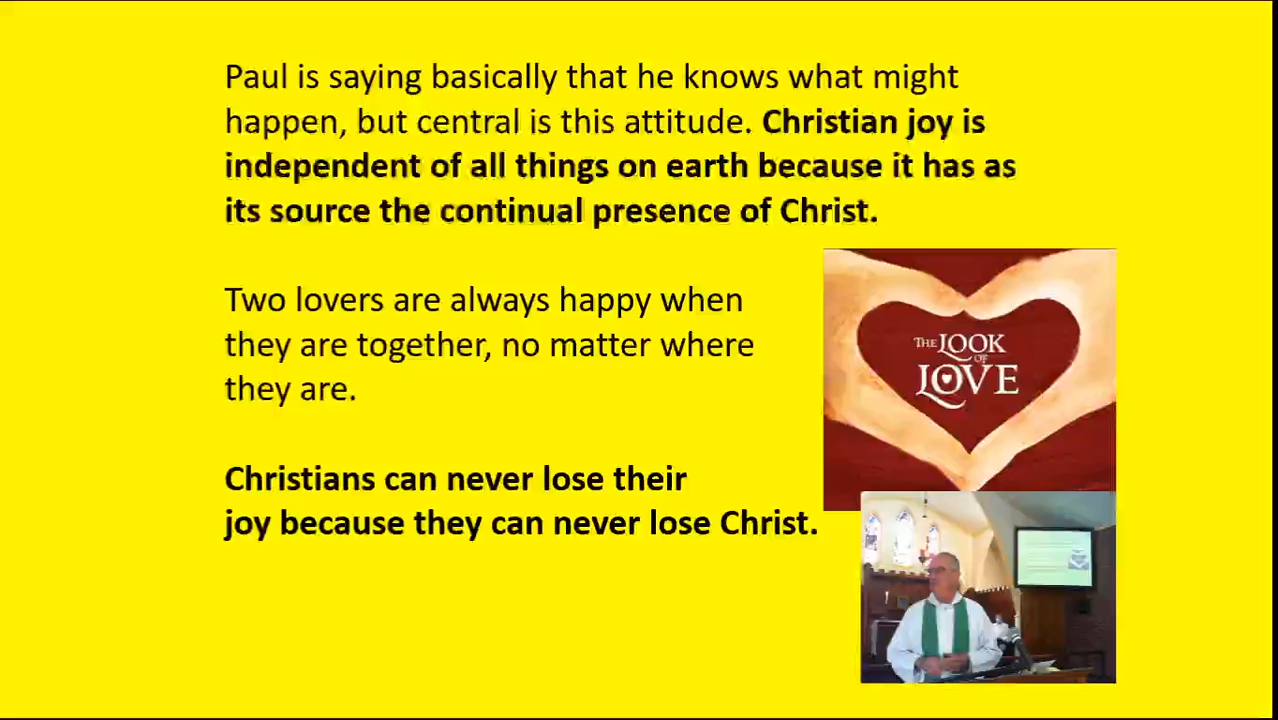 Paul is saying basically that he knows what might
happen, but central is this attitude. Christian joy is
independent of all things on earth because it has as
its source the continual presence of Christ.
Two lovers are always happy when
they are together, no matter where
they are.
THE LOOK
OF
LOVE
Christians can never lose their
joy because they can never lose Christ.